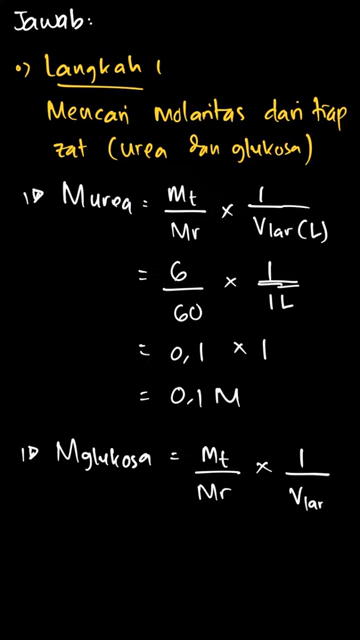 Jawab:
•) Langkah 1
Mencari molaritas dari tiap
zat (urea dan glukosa)
1▷ Murea = Mt/Mr × 1/Vlar(L)
= 6/60 × 1/1L
= 0,1 × 1
= 0,1 M
1▷ Mglukosa = Mt/Mr × 1/Vlar